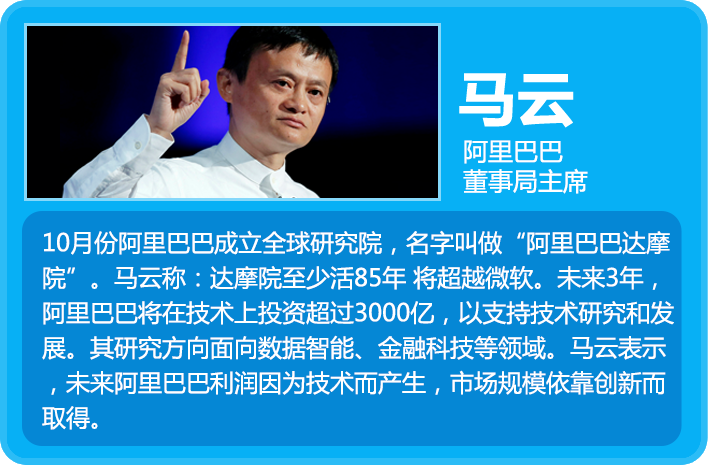 马云
阿里巴巴
董事局主席
10月份阿里巴巴成立全球研究院，名字叫做“阿里巴巴达摩
院”。马云称：达摩院至少活85年 将超越微软。未来3年，
阿里巴巴将在技术上投资超过3000亿，以支持技术研究和发
展。其研究方向面向数据智能、金融科技等领域。马云表示
，未来阿里巴巴利润因为技术而产生，市场规模依靠创新而
取得。